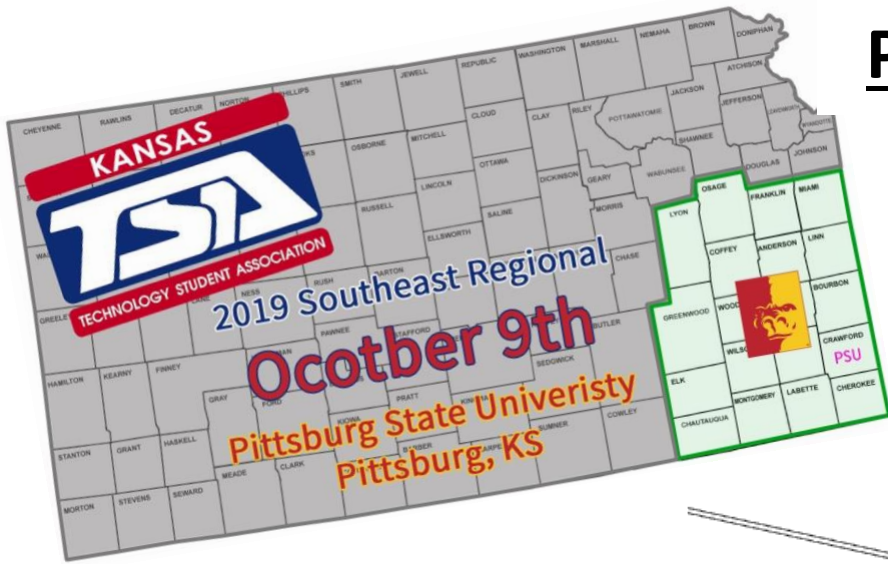 P
BROWN
DONIPHAN
NEMAHA
MARSHALL
WASHINGTON
REPUBLIC
JEWELL
SMITH
PHILLIPS
NORTON
DECATUR
RAWLINS
CHEYENNE
ATCHISON
JACKSON
JEFFERSON
POTTAWATOMIE
RILEY
CLAY
CLOUD
MITCHELL
OSBORNE
SHAWNEE
JOHNSON
DOUGLAS
WABUNSEE
GEARY
DICKINSON
OTTAWA
LINCOLN
RUSSELL
SALINE
ELLSWORTH
MORRIS
CHASE
KANSAS
TSA
TECHNOLOGY STUDENT ASSOCIATION
2019 Southeast Regional
Ocotber 9th
Pittsburg State Univeristy
Pittsburg, KS
OSAGE
FRANKLIN
MIAMI
LYON
COFFEY
ANDERSON
LINN
GREENWOOD
BOURBON
CRAWFORD
PSU
ELK
LABETTE
CHEROKEE
MONTGOMERY
CHAUTAUQUA
NESS
RUSH
PAWNEE
STAFFORD
BUTLER
SEDGWICK
HAMILTON
KEARNY
FINNEY
GRAY
FORD
KIOWA
PRATT
STANTON
GRANT
HASKELL
MEADE
CLARK
BARBER
SUMNER
COWLEY
MORTON
STEVENS
SEWARD